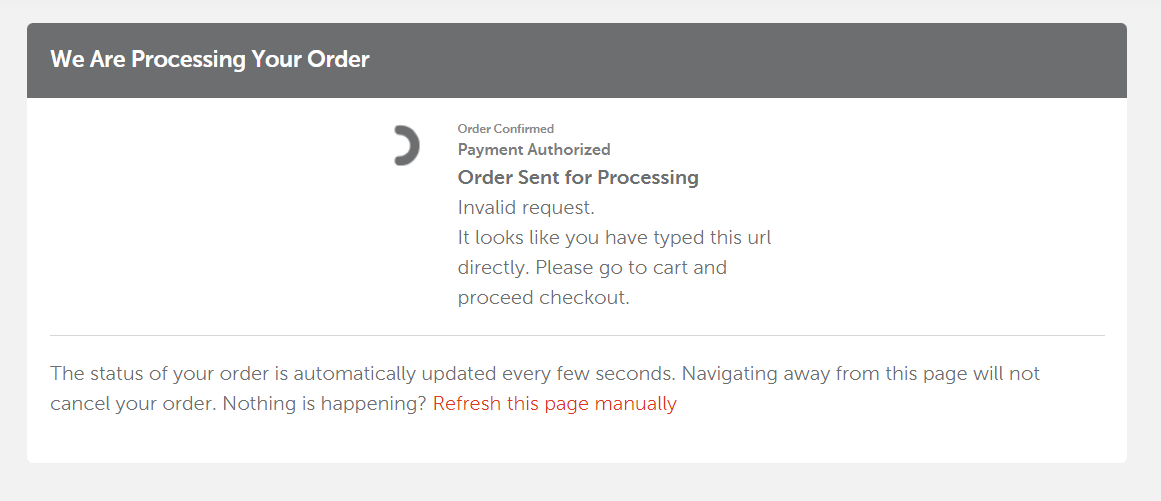 We Are Processing Your Order
Order Confirmed
Payment Authorized
Order Sent for Processing
Invalid request.
It looks like you have typed this url
directly. Please go to cart and
proceed checkout.
The status of your order is automatically updated every few seconds. Navigating away from this page will not
cancel your order. Nothing is happening? Refresh this page manually